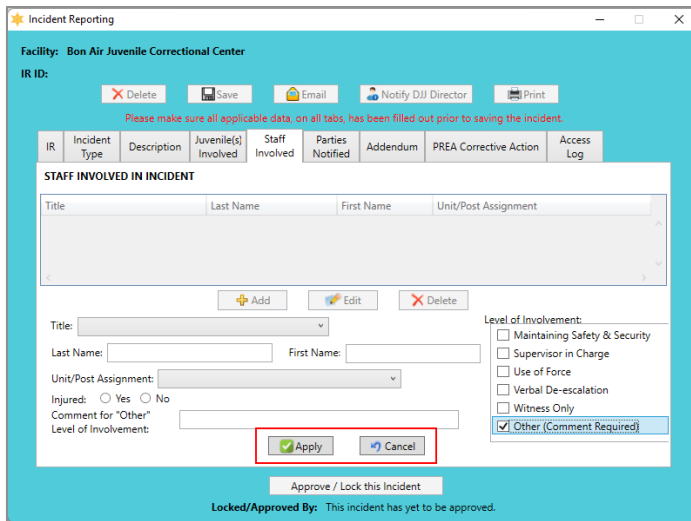 Incident Reporting
Facility: Bon Air Juvenile Correctional Center
IR ID:
Delete Save Email Notify DJJ Director Print
Please make sure all applicable data, on all tabs, has been filled out prior to saving the incident.
IR Incident Type Description Juvenile(s) Involved Staff Involved Parties Notified Addendum PREA Corrective Action Access Log
STAFF INVOLVED IN INCIDENT
Title Last Name First Name Unit/Post Assignment
Add Edit Delete
Title:
Last Name: First Name:
Unit/Post Assignment:
Injured: Yes No
Comment for "Other"
Level of Involvement:
Level of Involvement:
Maintaining Safety & Security
Supervisor in Charge
Use of Force
Verbal De-escalation
Witness Only
Other (Comment Required)
Apply Cancel
Approve / Lock this Incident
Locked/Approved By: This incident has yet to be approved.